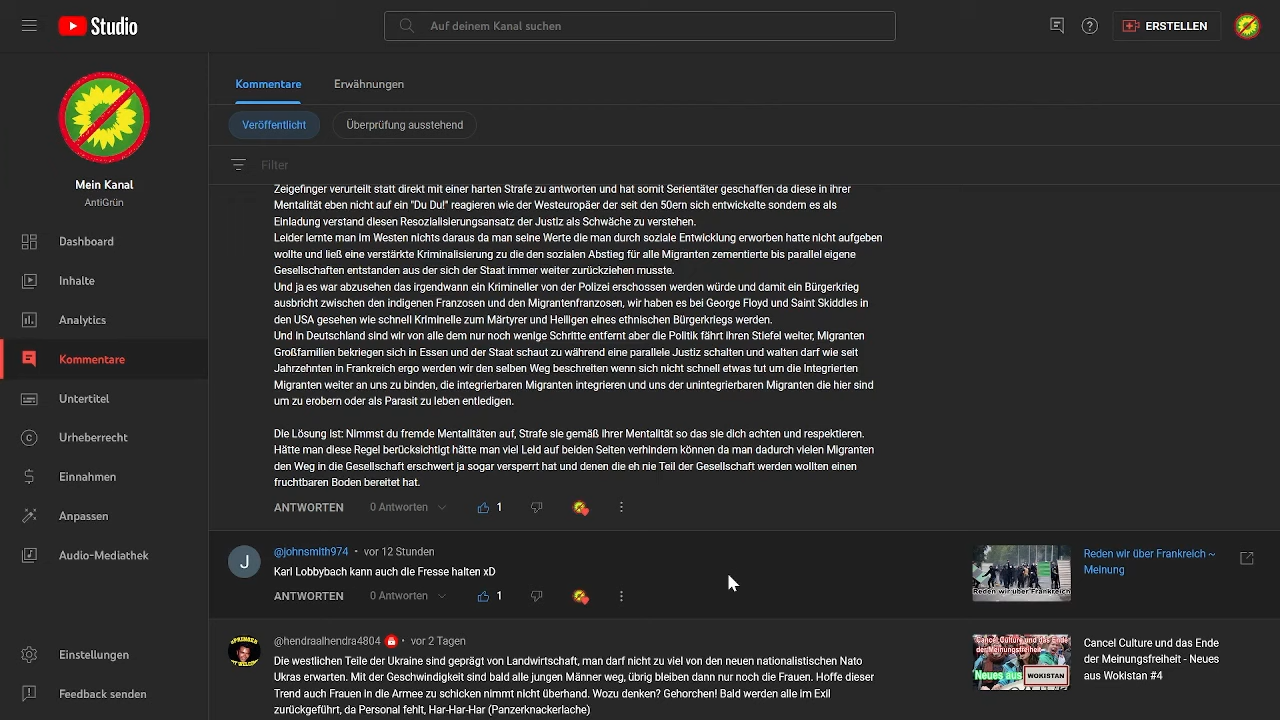 Studio
Auf deinem Kanal suchen
ERSTELLEN
Mein Kanal
AntiGrün
Dashboard
Inhalte
Analytics
Kommentare
Untertitel
Urheberrecht
Einnahmen
Anpassen
Audio-Mediathek
Einstellungen
Feedback senden
Kommentare
Erwähnungen
Veröffentlicht
Überprüfung ausstehend
Filter
Zeigefinger verurteilt statt direkt mit einer harten Strafe zu antworten und hat somit Serientäter geschaffen da diese in ihrer
Mentalität eben nicht auf ein "Du Du!" reagieren wie der Westeuropäer der seit den 50ern sich entwickelte sondern es als
Einladung verstand diesen Resozialisierungsansatz der Justiz als Schwäche zu verstehen.
Leider lernte man im Westen nichts daraus da man seine Werte die man durch soziale Entwicklung erworben hatte nicht aufgeben
wollte und ließ eine verstärkte Kriminalisierung zu die den sozialen Abstieg für alle Migranten zementierte bis parallel eigene
Gesellschaften entstanden aus der sich der Staat immer weiter zurückziehen musste.
Und ja es war abzusehen das irgendwann ein Krimineller von der Polizei erschossen werden würde und damit ein Bürgerkrieg
ausbricht zwischen den indigenen Franzosen und den Migrantenfranzosen, wir haben es bei George Floyd und Saint Skiddles in
den USA gesehen wie schnell Kriminelle zum Märtyrer und Heiligen eines ethnischen Bürgerkriegs werden.
Und in Deutschland sind wir von alle dem nur noch wenige Schritte entfernt aber die Politik fährt ihren Stiefel weiter, Migranten
Großfamilien bekriegen sich in Essen und der Staat schaut zu während eine parallele Justiz schalten und walten darf wie seit
Jahrzehnten in Frankreich ergo werden wir den selben Weg beschreiten wenn sich nicht schnell etwas tut um die Integrierten
Migranten weiter an uns zu binden, die integrierbaren Migranten integrieren und uns der unintegrierbaren Migranten die hier sind
um zu erobern oder als Parasit zu leben entledigen.
Die Lösung ist: Nimmst du fremde Mentalitäten auf, Strafe sie gemäß ihrer Mentalität so das sie dich achten und respektieren.
Hätte man diese Regel berücksichtigt hätte man viel Leid auf beiden Seiten verhindern können da man dadurch vielen Migranten
den Weg in die Gesellschaft erschwert ja sogar versperrt hat und denen die eh nie Teil der Gesellschaft werden wollten einen
fruchtbaren Boden bereitet hat.
ANTWORTEN 0 Antworten 1
J
@johnsmith974 • vor 12 Stunden
Karl Lobbybach kann auch die Fresse halten xD
ANTWORTEN 0 Antworten 1
Reden wir über Frankreich
Reden wir über Frankreich ~
Meinung
@hendraalhendra4804 • vor 2 Tagen
Die westlichen Teile der Ukraine sind geprägt von Landwirtschaft, man darf nicht zu viel von den neuen nationalistischen Nato
Ukras erwarten. Mit der Geschwindigkeit sind bald alle jungen Männer weg, übrig bleiben dann nur noch die Frauen. Hoffe dieser
Trend auch Frauen in die Armee zu schicken nimmt nicht überhand. Wozu denken? Gehorchen! Bald werden alle im Exil
zurückgeführt, da Personal fehlt, Har-Har-Har (Panzerknackerlache)
Cancel Culture und das Ende
der Meinungsfreiheit
Neues aus WOKISTAN
Cancel Culture und das Ende
der Meinungsfreiheit - Neues
aus Wokistan #4